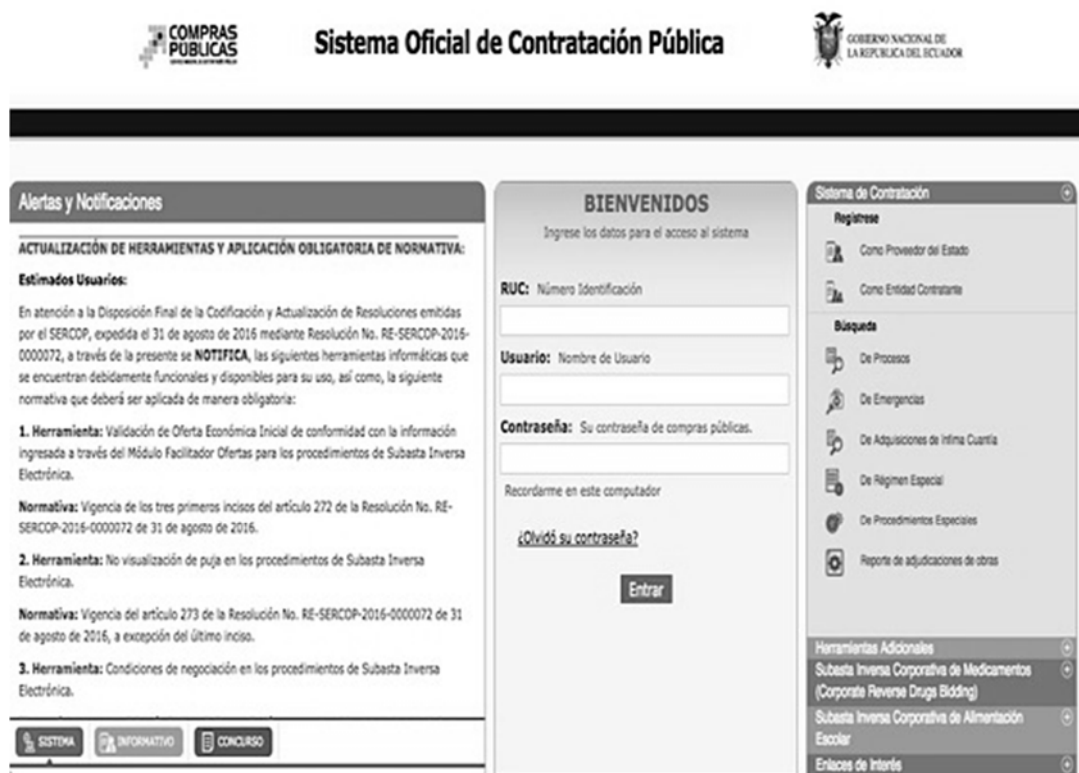 COMPRAS
PÚBLICAS
Sistema Oficial de Contratación Pública
GOBIERNO NACIONAL DE
LA REPUBLICA DEL ECUADOR
Alertas y Notificaciones
ACTUALIZACIÓN DE HERRAMIENTAS Y APLICACIÓN OBLIGATORIA DE NORMATIVA:
Estimados Usuarios:
En atención a la Disposición Final de la Codificación y Actualización de Resoluciones emitidas
por el SERCOP, expedida el 31 de agosto de 2016 mediante Resolución No. RE-SERCOP-2016-
0000072, a través de la presente se NOTIFICA, las siguientes herramientas informáticas que
se encuentran debidamente funcionales y disponibles para su uso, así como, la siguiente
normativa que deberá ser aplicada de manera obligatoria:
1. Herramienta: Validación de Oferta Económica Inicial de conformidad con la información
ingresada a través del Módulo Facilitador Ofertas para los procedimientos de Subasta Inversa
Electrónica.
Normativa: Vigencia de los tres primeros incisos del artículo 272 de la Resolución No. RE-
SERCOP-2016-0000072 de 31 de agosto de 2016.
2. Herramienta: No visualización de puja en los procedimientos de Subasta Inversa
Electrónica.
Normativa: Vigencia del artículo 273 de la Resolución No. RE-SERCOP-2016-0000072 de 31
de agosto de 2016, a excepción del último inciso.
3. Herramienta: Condiciones de negociación en los procedimientos de Subasta Inversa
Electrónica.
SISTEMA
INFORMATIVO
CONCURSO
BIENVENIDOS
Ingrese los datos para el acceso al sistema
RUC: Número Identificación
Usuario: Nombre de Usuario
Contraseña: Su contraseña de compras públicas.
Recordarme en este computador
¿Olvidó su contraseña?
Entrar
Sistema de Contratación
Regístrese
Como Proveedor del Estado
Como Entidad Contratante
Búsqueda
De Procesos
De Emergencias
De Adquisiciones de Infima Cuantía
De Régimen Especial
De Procedimientos Especiales
Reporte de adjudicaciones de obras
Herramientas Adicionales
Subasta Inversa Corporativa de Medicamentos
(Corporate Reverse Drugs Bidding)
Subasta Inversa Corporativa de Alimentación
Escolar
Enlaces de Interés